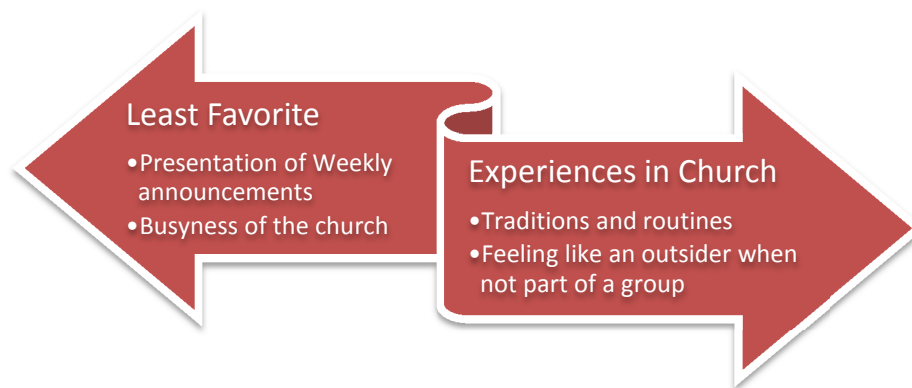 Least Favorite
•Presentation of Weekly
announcements
•Busyness of the church
Experiences in Church
•Traditions and routines
•Feeling like an outsider when
not part of a group